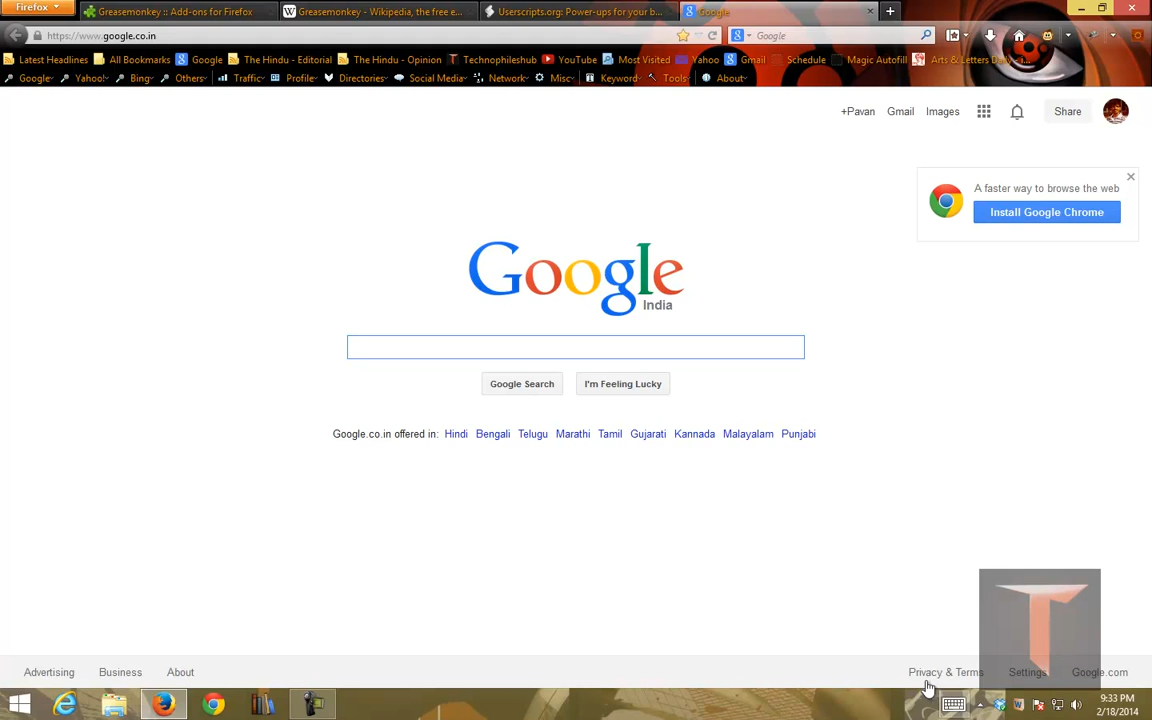 Firefox
Greasemonkey :: Add-ons for Firefox
Greasemonkey - Wikipedia, the free e...
Userscripts.org: Power-ups for your b...
Google
https://www.google.co.in
Google
Latest Headlines All Bookmarks Google The Hindu - Editorial The Hindu - Opinion Technophileshub YouTube Most Visited Yahoo Gmail Schedule Magic Autofill Arts & Letters Daily - i...
Google Yahoo! Bing Others Traffic Profile Directories Social Media Network Misc Keyword Tools About
+Pavan Gmail Images Share
A faster way to browse the web
Install Google Chrome
Google
India
Google Search I'm Feeling Lucky
Google.co.in offered in: Hindi Bengali Telugu Marathi Tamil Gujarati Kannada Malayalam Punjabi
T
Advertising Business About Privacy & Terms Settings Google.com
9:33 PM
2/18/2014